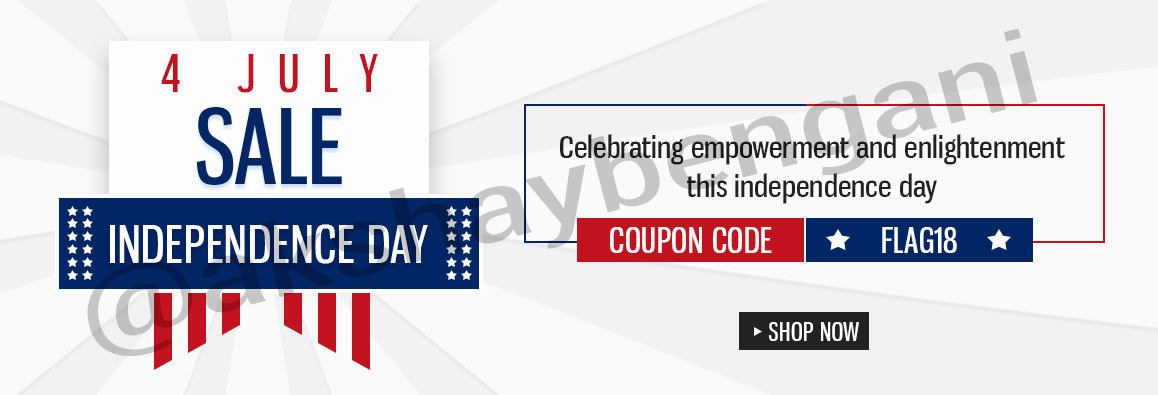 4 JULY
SALE
INDEPENDENCE DAY
Celebrating empowerment and enlightenment
this independence day
COUPON CODE
FLAG18
SHOP NOW
@akshaybengani